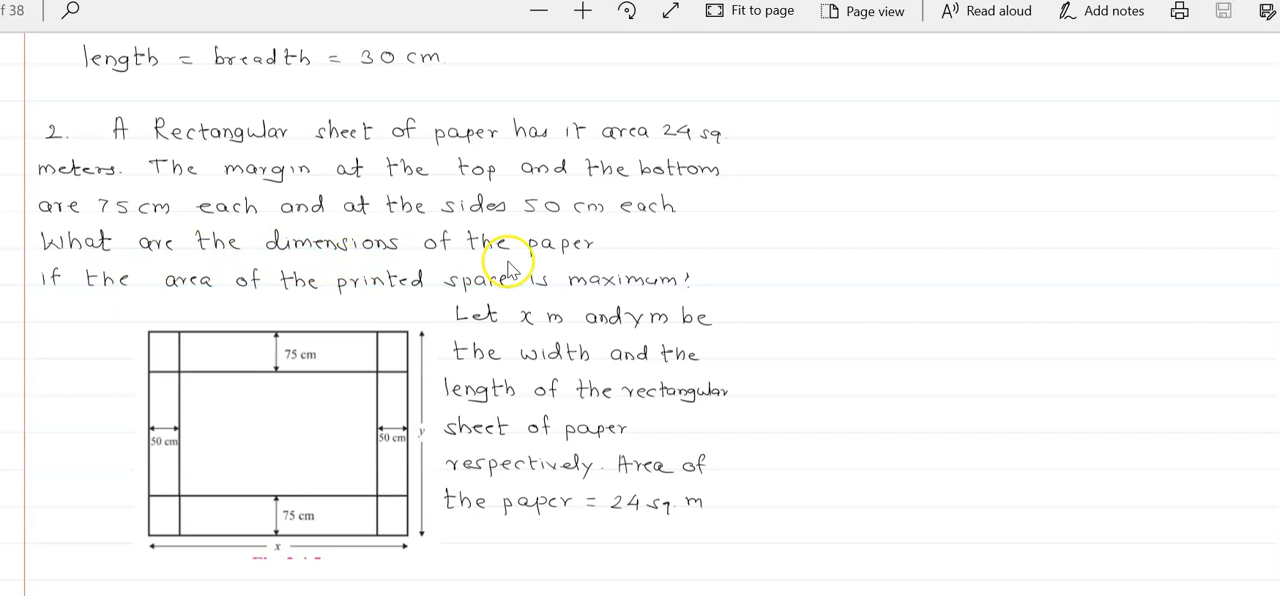 f 38
Fit to page
Page view
Read aloud
Add notes
length = breadth = 30 cm
2. A Rectangular sheet of paper has it area 24 sq
meters. The margin at the top and the bottom
are 75 cm each and at the sides 50 cm each
What are the dimensions of the paper
if the area of the printed space is maximum?
Let x m and y m be
the width and the
length of the rectangular
sheet of paper
respectively. Area of
the paper = 24 sq. m
75 cm
50 cm
50 cm
y
75 cm
x